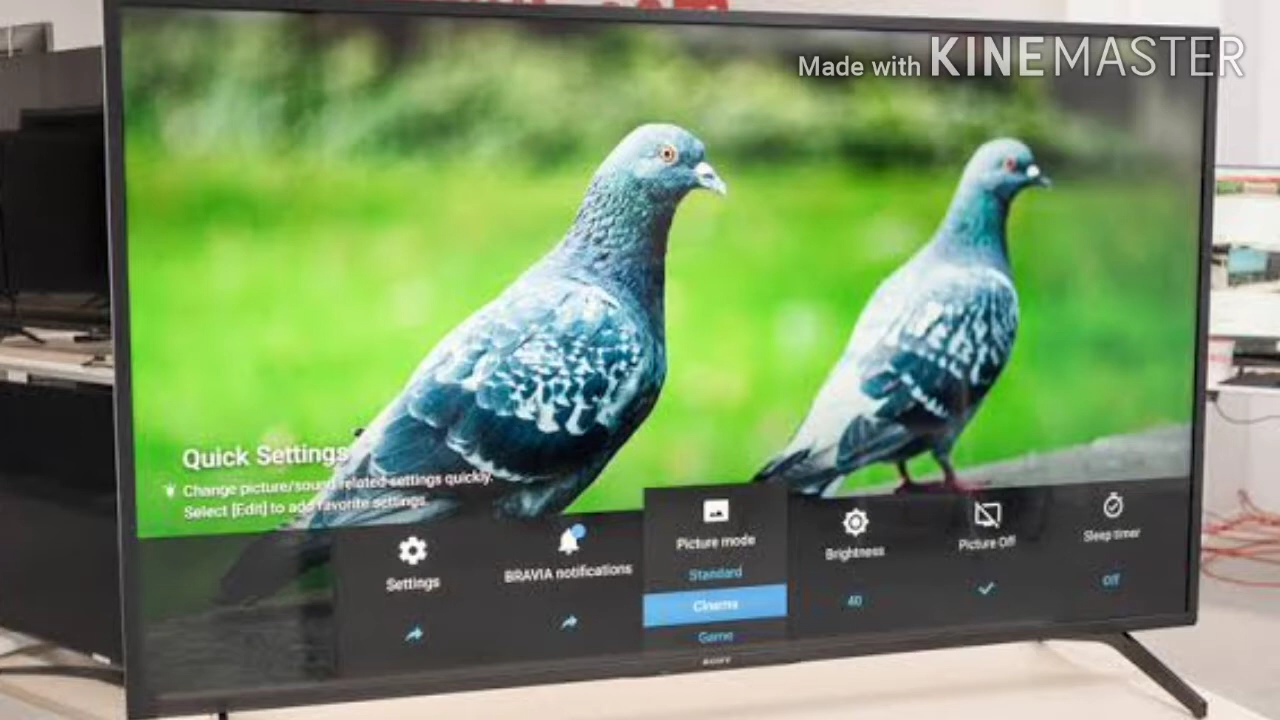 Made with KINEMASTER
Quick Settings
Change picture/sound related settings quickly.
Select [Edit] to add favorite settings.
Settings
BRAVIA notifications
Picture mode
Standard
Cinema
Game
Brightness
40
Picture Off
Sleep timer
Off
SONY